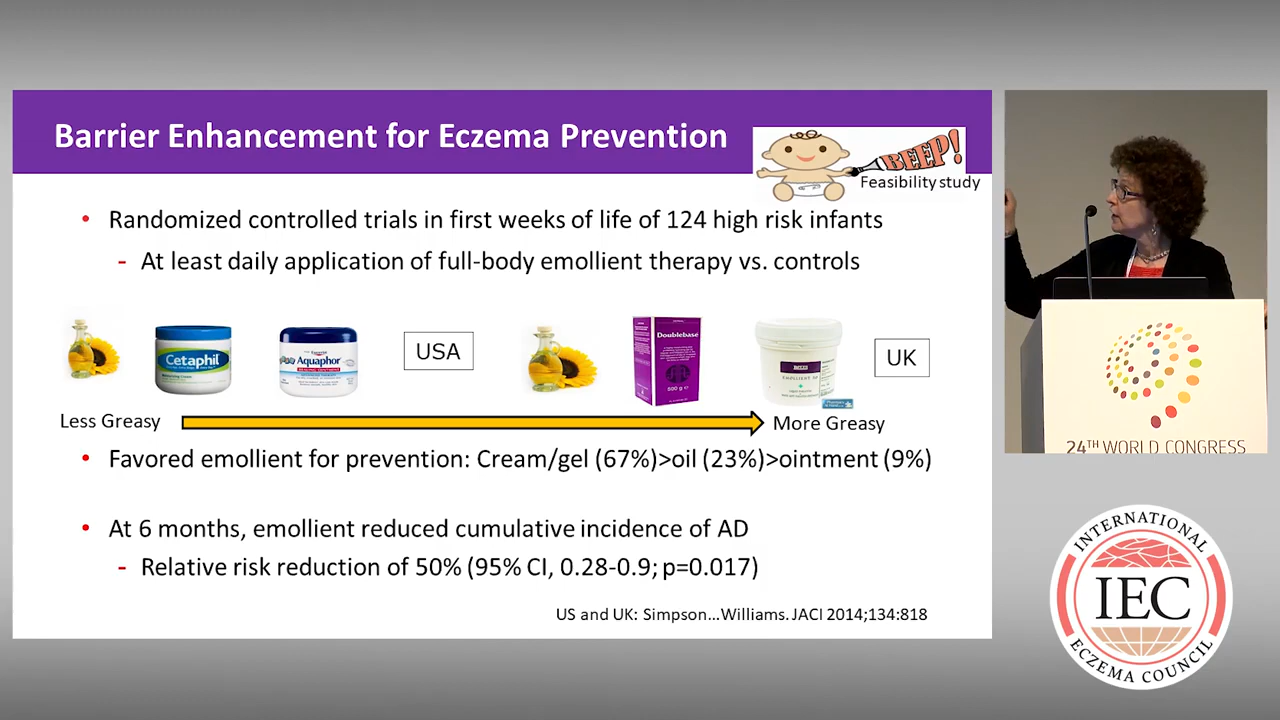 Barrier Enhancement for Eczema Prevention
BEEP!
Feasibility study
• Randomized controlled trials in first weeks of life of 124 high risk infants
- At least daily application of full-body emollient therapy vs. controls
Cetaphil
Aquaphor
USA
Doublebase
500 g
EMOLLIENT
UK
Less Greasy
More Greasy
• Favored emollient for prevention: Cream/gel (67%)>oil (23%)>ointment (9%)
• At 6 months, emollient reduced cumulative incidence of AD
- Relative risk reduction of 50% (95% CI, 0.28-0.9; p=0.017)
US and UK: Simpson...Williams. JACI 2014;134:818
24TH WORLD CONGRESS
INTERNATIONAL
IEC
ECZEMA COUNCIL